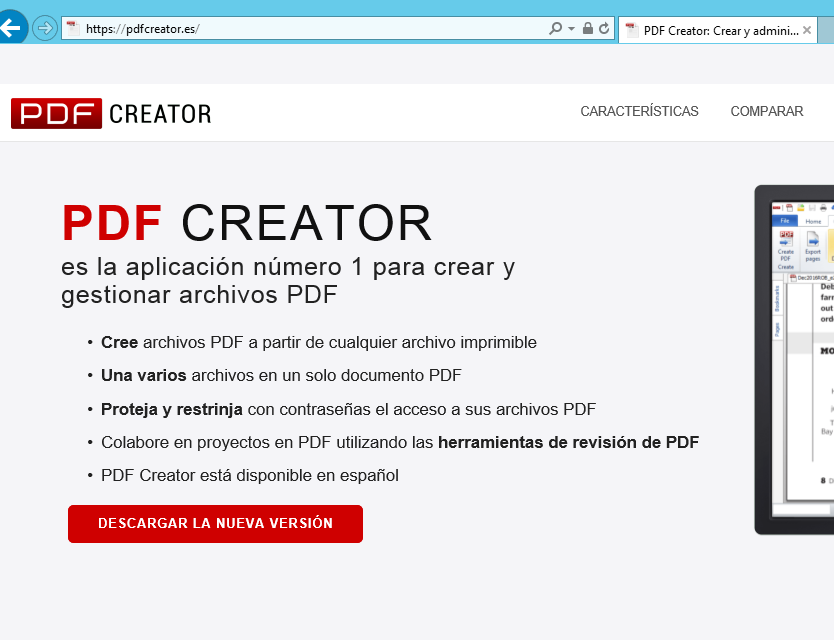 https://pdfcreator.es/
PDF Creator: Crear y admini...
PDF CREATOR
CARACTERÍSTICAS
COMPARAR
PDF CREATOR
es la aplicación número 1 para crear y
gestionar archivos PDF
• Cree archivos PDF a partir de cualquier archivo imprimible
• Una varios archivos en un solo documento PDF
• Proteja y restrinja con contraseñas el acceso a sus archivos PDF
• Colabore en proyectos en PDF utilizando las herramientas de revisión de PDF
• PDF Creator está disponible en español
DESCARGAR LA NUEVA VERSIÓN
File
Home
Create
PDF
Export
pages
Create
Bookmarks
Pages
out
MO
Bay
8